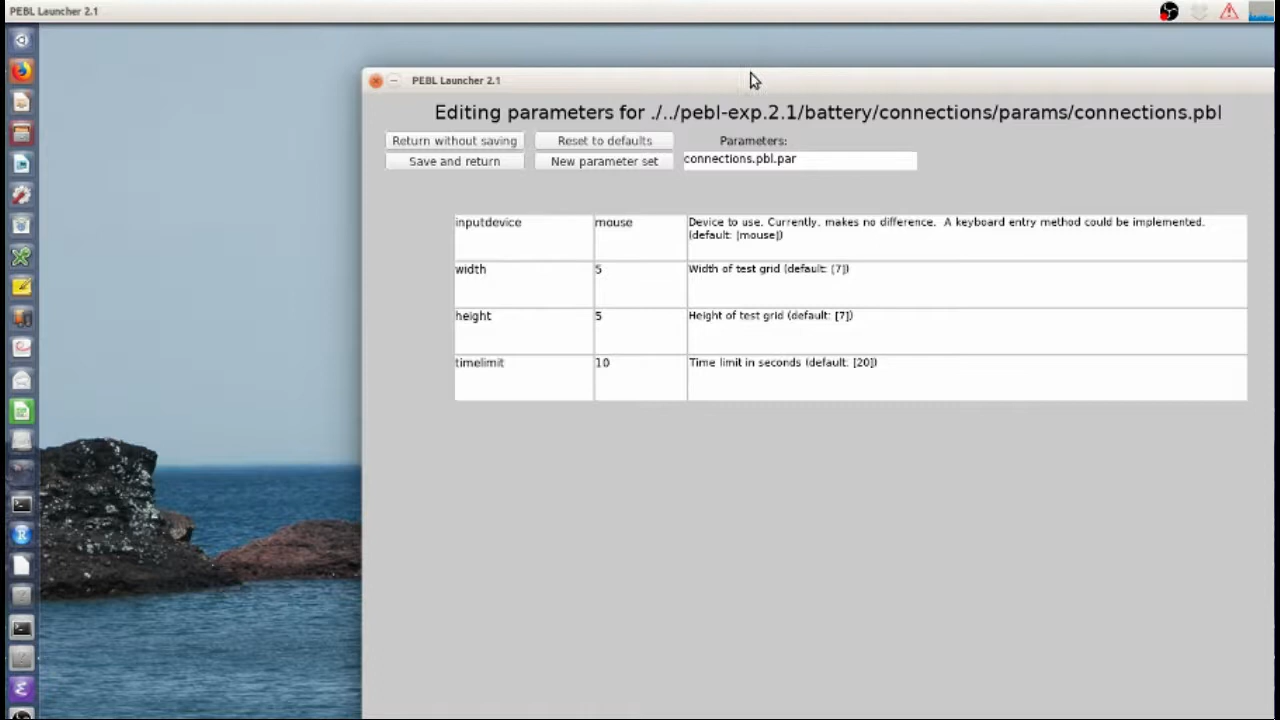 PEBL Launcher 2.1
PEBL Launcher 2.1
Editing parameters for ./../pebl-exp.2.1/battery/connections/params/connections.pbl
Return without saving
Reset to defaults
Parameters:
Save and return
New parameter set
connections.pbl.par
inputdevice
mouse
Device to use. Currently, makes no difference. A keyboard entry method could be implemented.
(default: [mouse])
width
5
Width of test grid (default: [7])
height
5
Height of test grid (default: [7])
timelimit
10
Time limit in seconds (default: [20])